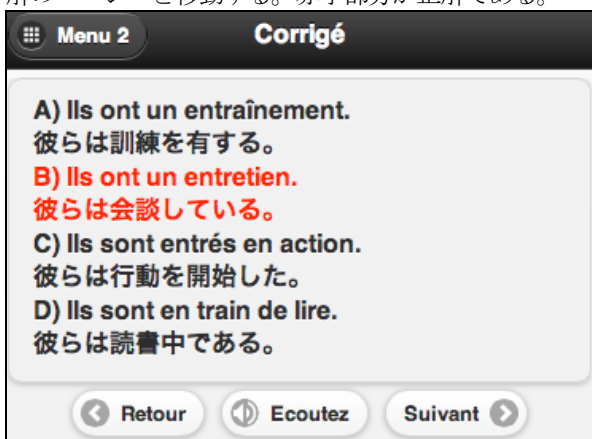 Menu 2
Corrigé
A) Ils ont un entraînement.
彼らは訓練を有する。
B) Ils ont un entretien.
彼らは会談している。
C) Ils sont entrés en action.
彼らは行動を開始した。
D) Ils sont en train de lire.
彼らは読書中である。
Retour
Ecoutez
Suivant